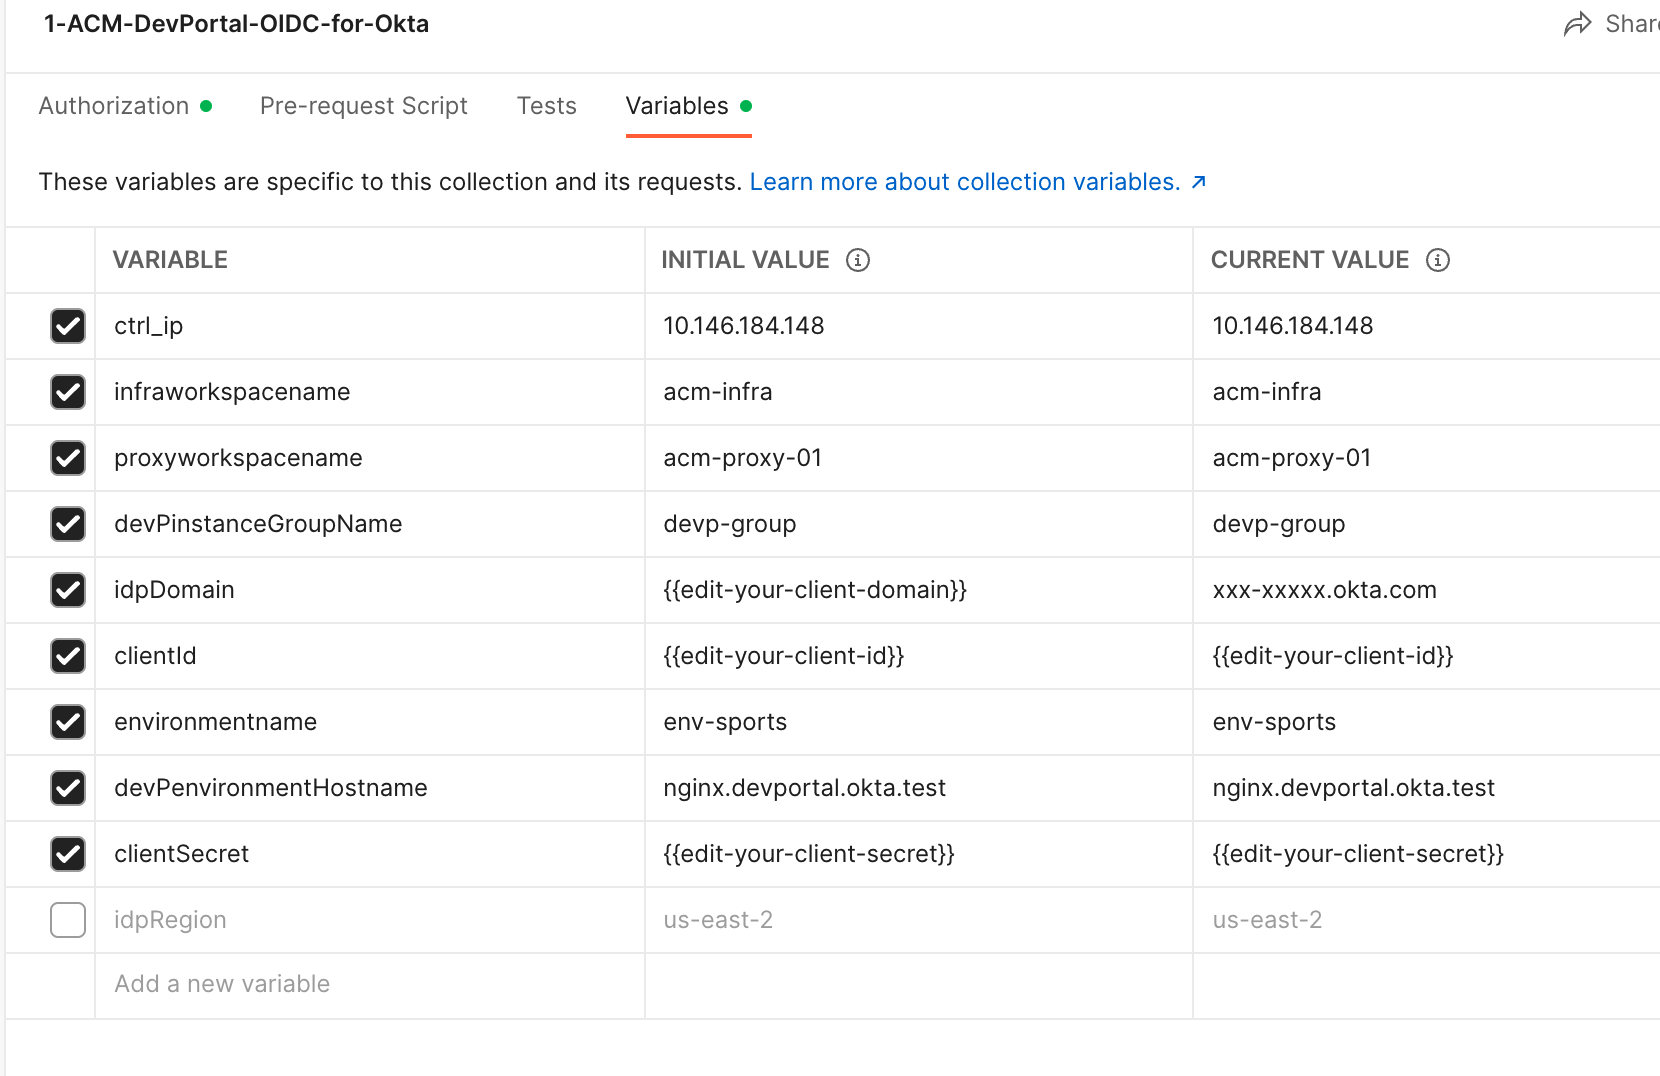 1-ACM-DevPortal-OIDC-for-Okta
Authorization Pre-request Script Tests Variables
These variables are specific to this collection and its requests. Learn more about collection variables. ↗
VARIABLE INITIAL VALUE CURRENT VALUE
ctrl_ip 10.146.184.148 10.146.184.148
infraworkspacename acm-infra acm-infra
proxyworkspacename acm-proxy-01 acm-proxy-01
devPinstanceGroupName devp-group devp-group
idpDomain {{edit-your-client-domain}} xxx-xxxxx.okta.com
clientId {{edit-your-client-id}} {{edit-your-client-id}}
environmentname env-sports env-sports
devPenvironmentHostname nginx.devportal.okta.test nginx.devportal.okta.test
clientSecret {{edit-your-client-secret}} {{edit-your-client-secret}}
idpRegion us-east-2 us-east-2
Add a new variable